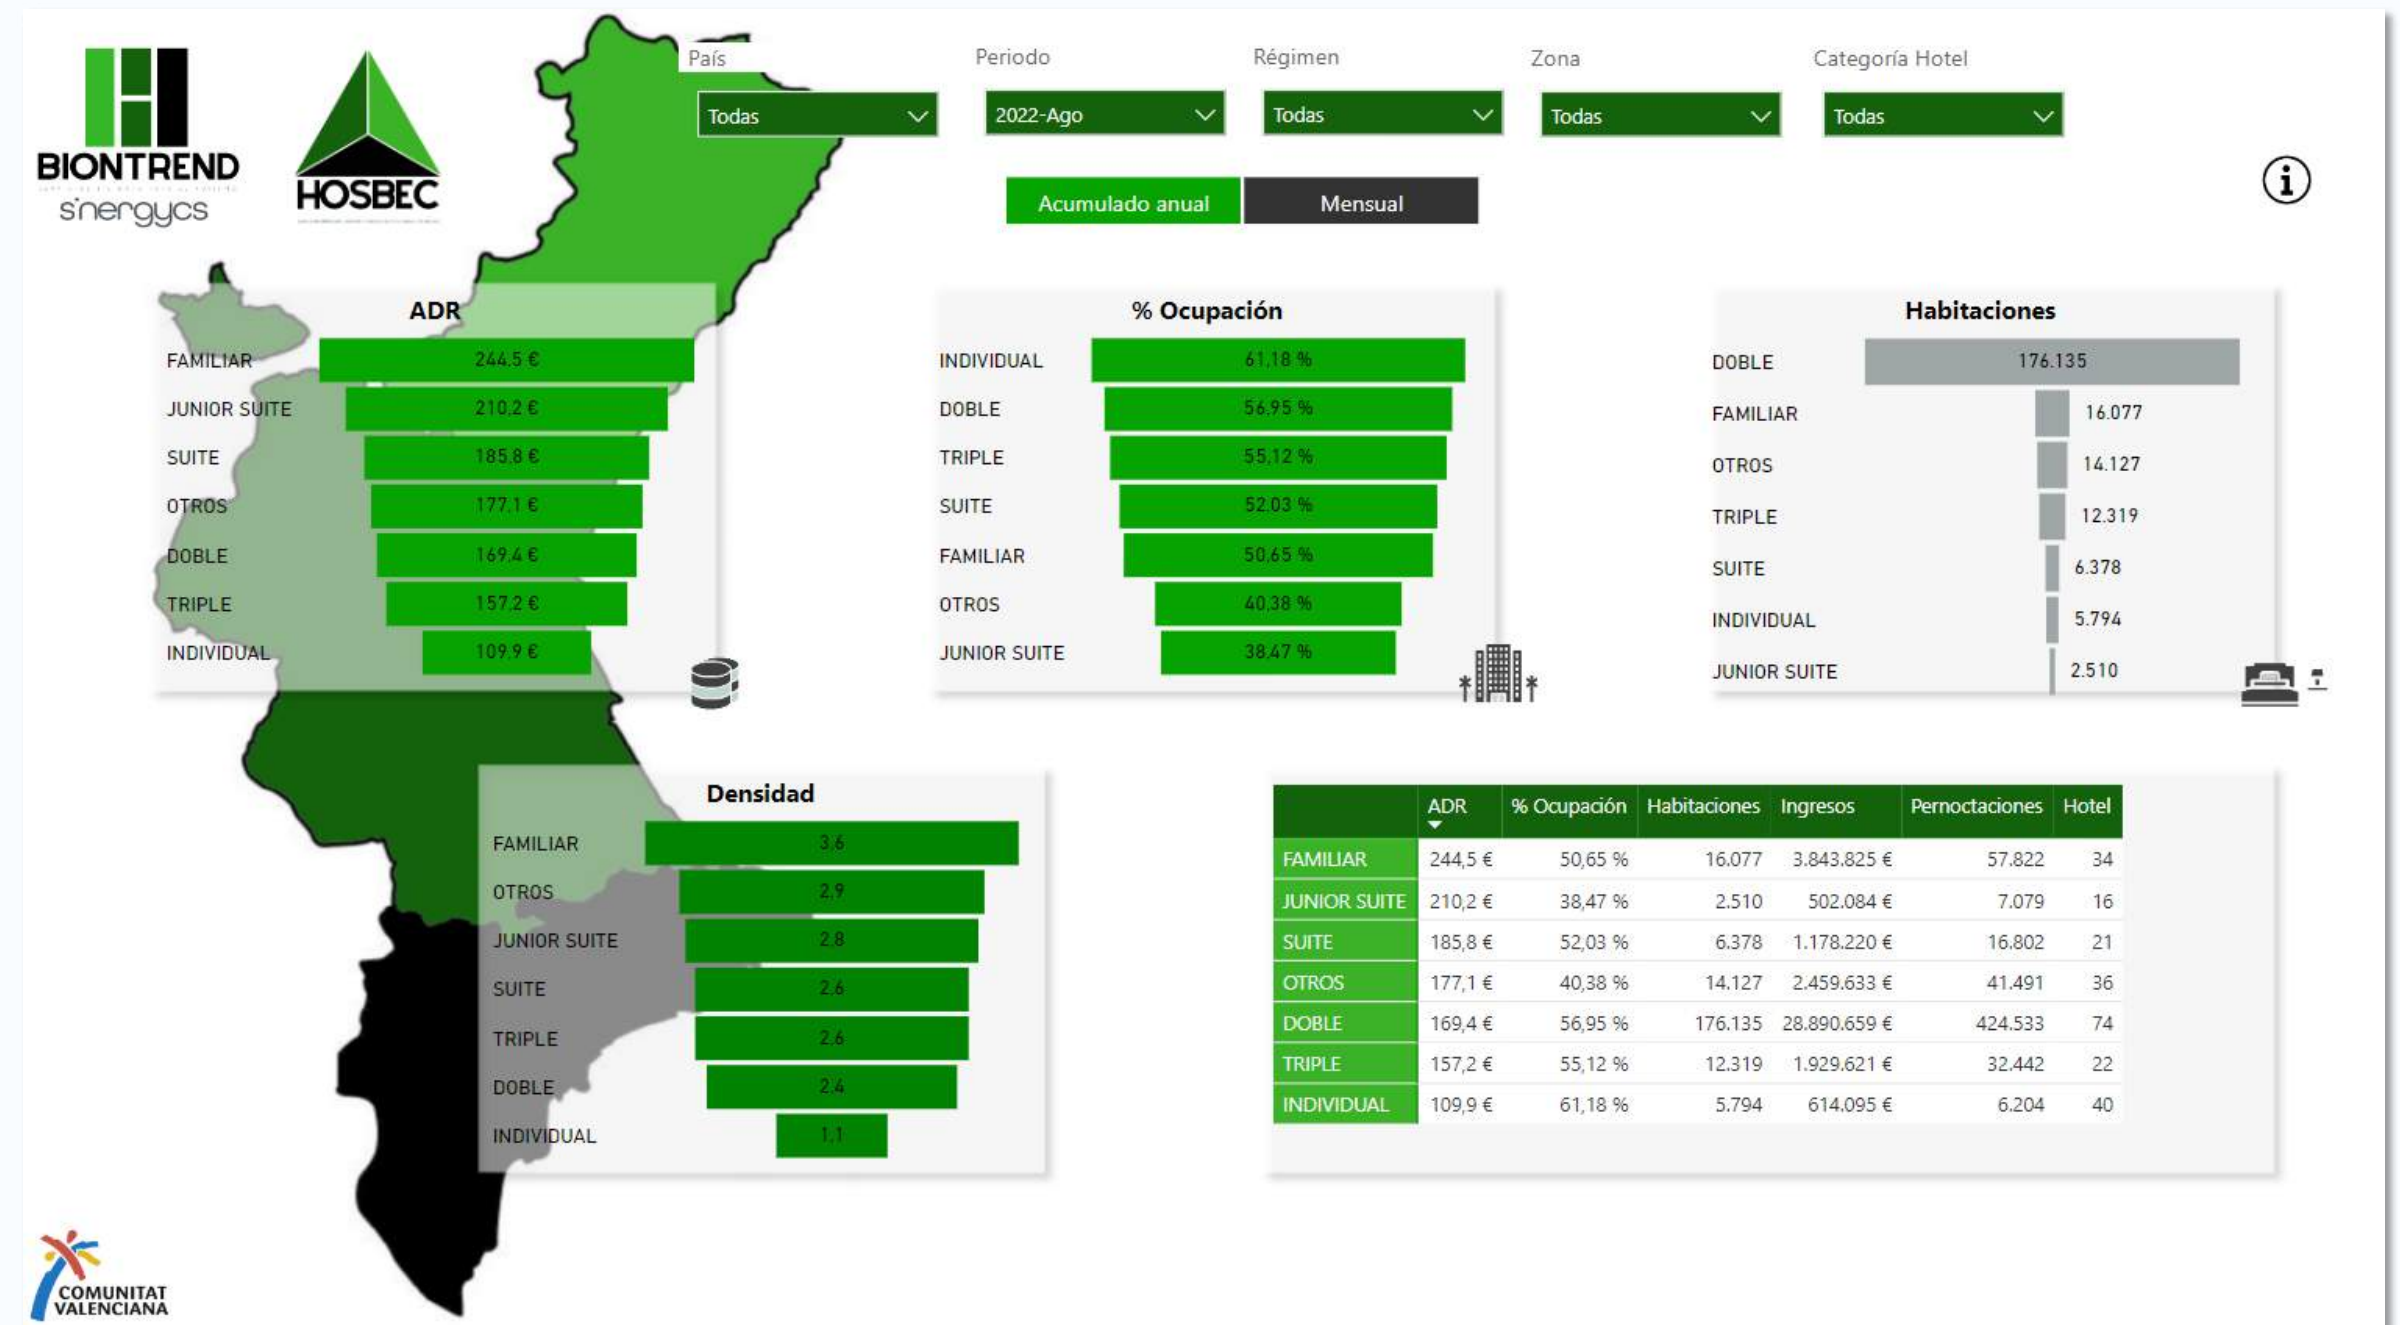 País
Periodo
Régimen
Zona
Categoría Hotel
Todas
2022-Ago
Todas
Todas
Todas
BIONTREND
s'nergycs
HOSBEC
Acumulado anual
Mensual
ADR
FAMILIAR 244,5 €
JUNIOR SUITE 210,2 €
SUITE 185,8 €
OTROS 177,1 €
DOBLE 169,4 €
TRIPLE 157,2 €
INDIVIDUAL 109,9 €
% Ocupación
INDIVIDUAL 61,18 %
DOBLE 56,95 %
TRIPLE 55,12 %
SUITE 52,03 %
FAMILIAR 50,65 %
OTROS 40,38 %
JUNIOR SUITE 38,47 %
Habitaciones
DOBLE 176.135
FAMILIAR 16.077
OTROS 14.127
TRIPLE 12.319
SUITE 6.378
INDIVIDUAL 5.794
JUNIOR SUITE 2.510
Densidad
FAMILIAR 3,6
OTROS 2,9
JUNIOR SUITE 2,8
SUITE 2,6
TRIPLE 2,6
DOBLE 2,4
INDIVIDUAL 1,1
ADR % Ocupación Habitaciones Ingresos Pernoctaciones Hotel
FAMILIAR 244,5 € 50,65 % 16.077 3.843.825 € 57.822 34
JUNIOR SUITE 210,2 € 38,47 % 2.510 502.084 € 7.079 16
SUITE 185,8 € 52,03 % 6.378 1.178.220 € 16.802 21
OTROS 177,1 € 40,38 % 14.127 2.459.633 € 41.491 36
DOBLE 169,4 € 56,95 % 176.135 28.890.659 € 424.533 74
TRIPLE 157,2 € 55,12 % 12.319 1.929.621 € 32.442 22
INDIVIDUAL 109,9 € 61,18 % 5.794 614.095 € 6.204 40
COMUNITAT
VALENCIANA